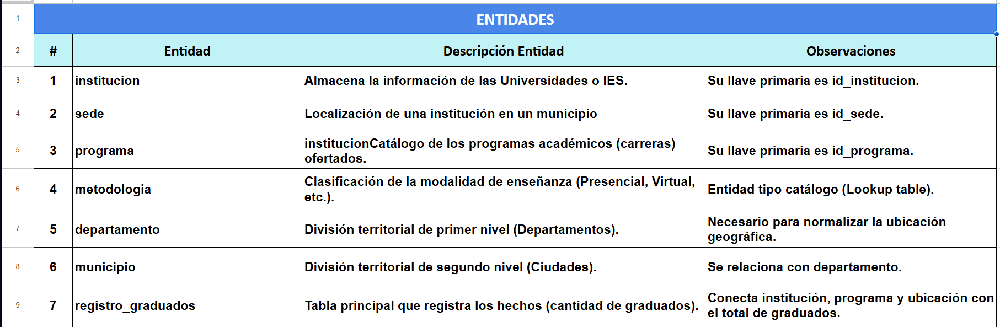 1
ENTIDADES
2
#
Entidad
Descripción Entidad
Observaciones
3
1
institucion
Almacena la información de las Universidades o IES.
Su llave primaria es id_institucion.
4
2
sede
Localización de una institución en un municipio
Su llave primaria es id_sede.
5
3
programa
institucionCatálogo de los programas académicos (carreras)
ofertados.
Su llave primaria es id_programa.
6
4
metodologia
Clasificación de la modalidad de enseñanza (Presencial, Virtual,
etc.).
Entidad tipo catálogo (Lookup table).
7
5
departamento
División territorial de primer nivel (Departamentos).
Necesario para normalizar la ubicación
geográfica.
8
6
municipio
División territorial de segundo nivel (Ciudades).
Se relaciona con departamento.
9
7
registro_graduados
Tabla principal que registra los hechos (cantidad de graduados).
Conecta institución, programa y ubicación con
el total de graduados.